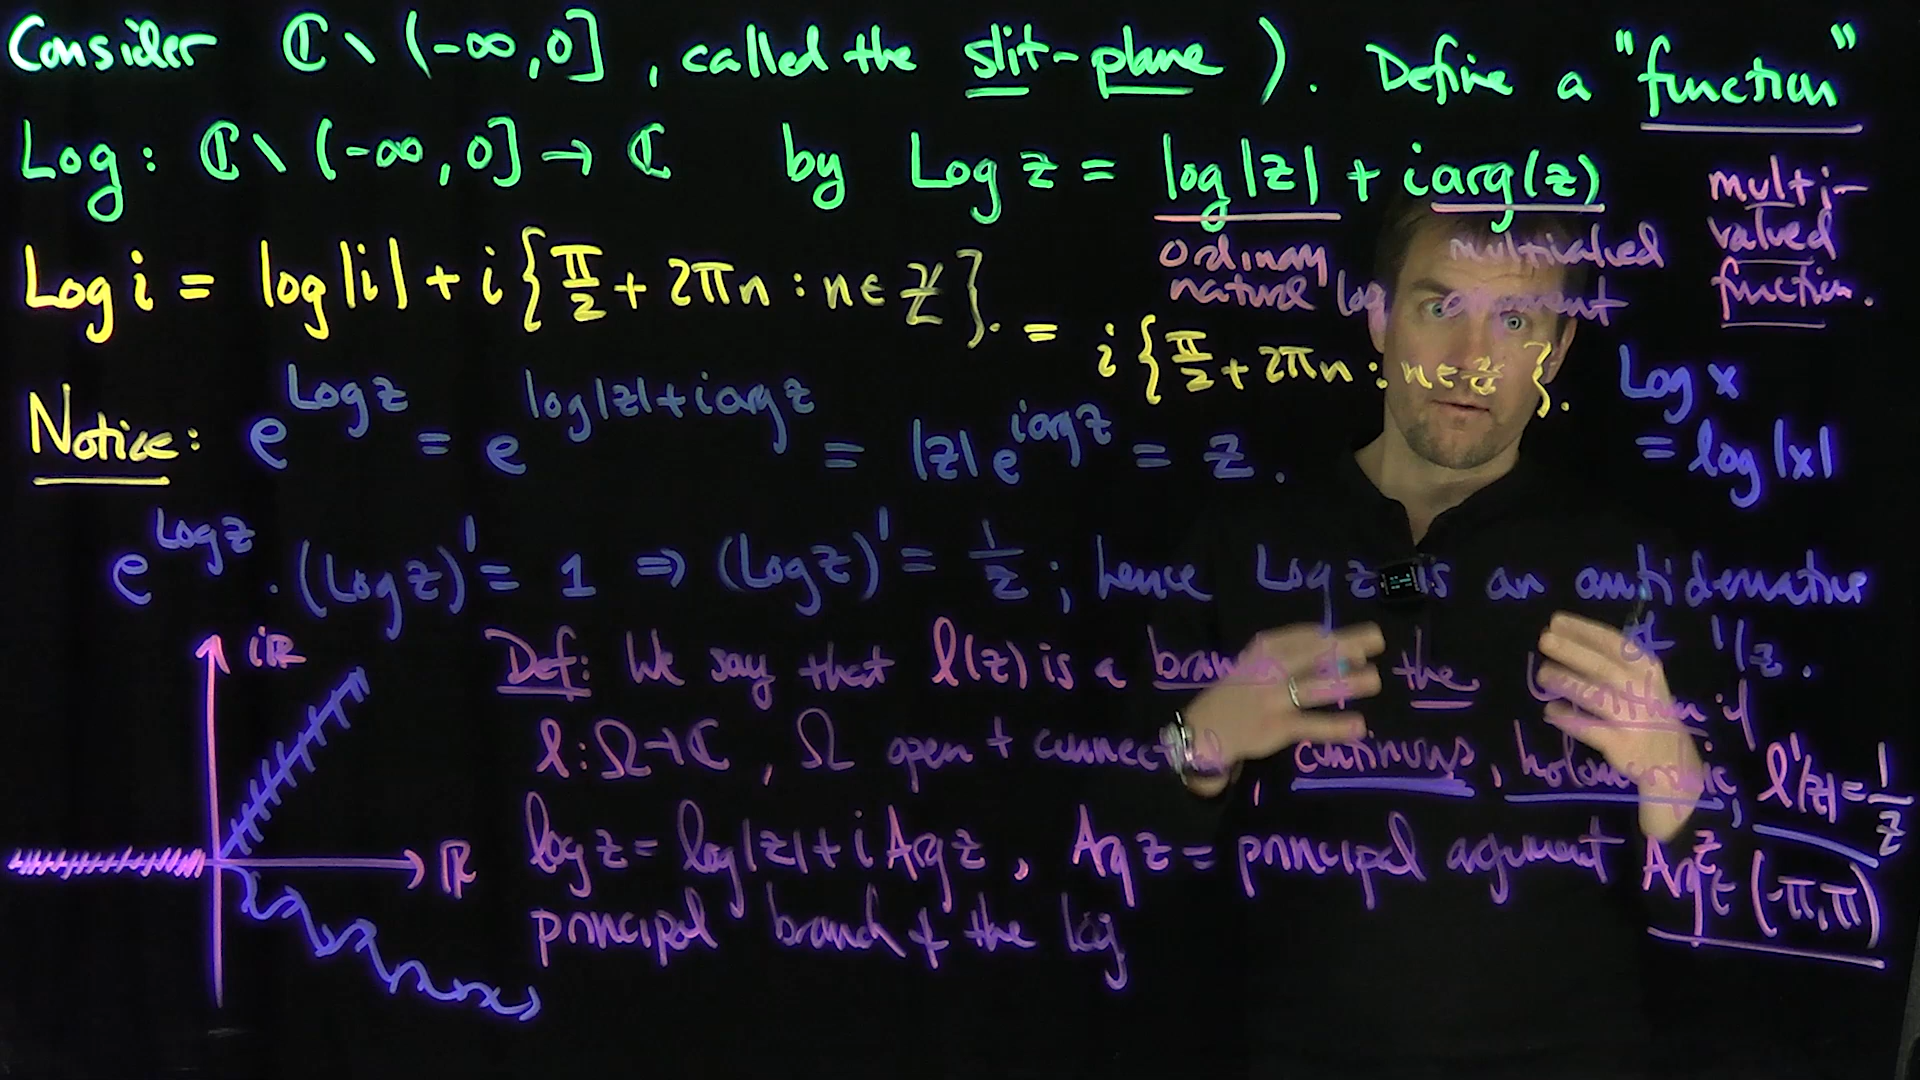 Consider ℂ \ (-∞, 0], called the slit-plane ). Define a "function"
Log: ℂ \ (-∞, 0] → ℂ by Log z = log|z| + i arg(z)
multi-valued function.
ordinary natural log
multivalued argument
Log i = log|i| + i{π/2 + 2πn : n ∈ ℤ}. = i{π/2 + 2πn : n ∈ ℤ}.
Log x = log|x|
Notice: e^{Log z} = e^{log|z| + i arg z} = |z| e^{i arg z} = z.
e^{Log z} · (Log z)' = 1 ⇒ (Log z)' = 1/z ; hence Log z is an antiderivative of 1/z.
iℝ
ℝ
Def: We say that l(z) is a branch of the logarithm if
l: Ω → ℂ, Ω open + connected, continuous, holomorphic, l'(z) = 1/z
log z = log|z| + i Arg z, Arg z = principal argument Arg z ∈ (-π, π)
principal branch of the log